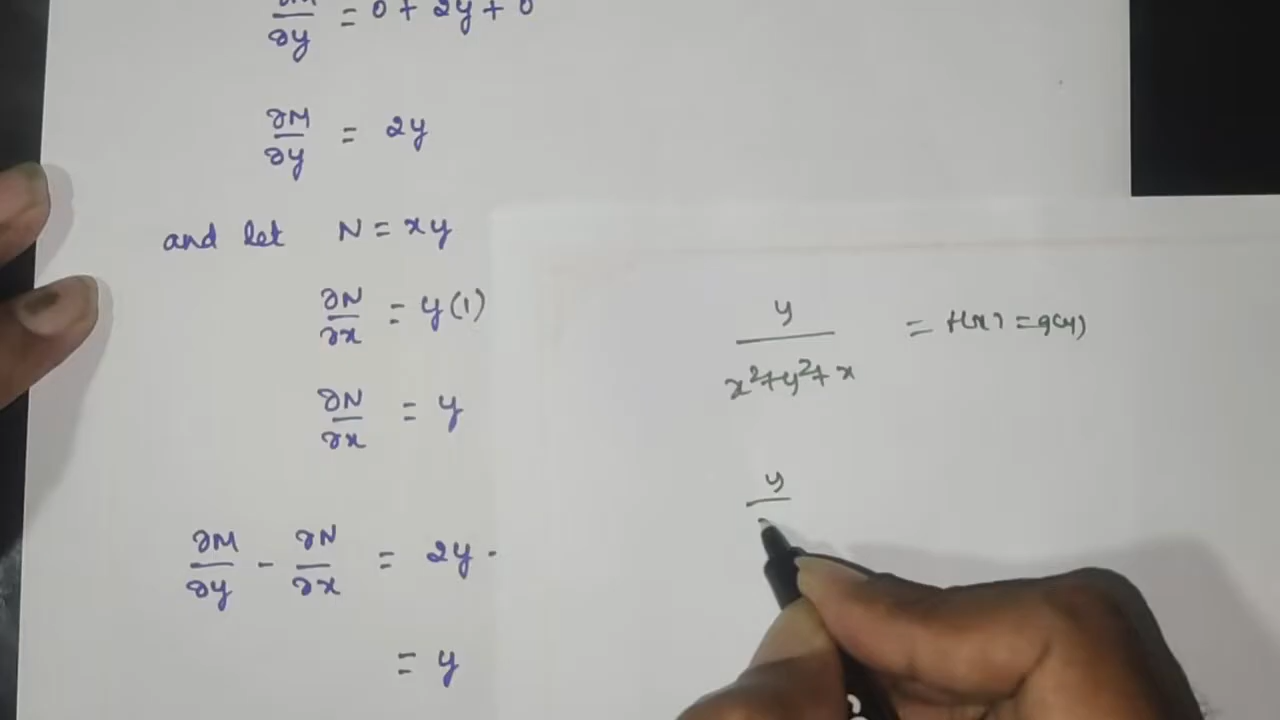 ∂M/∂y = 0 + 2y + 0
∂M/∂y = 2y
and let N = xy
∂N/∂x = y(1)
∂N/∂x = y
∂M/∂y - ∂N/∂x = 2y -
= y
y/(x²+y²+x) = f(x) = g(y)
y